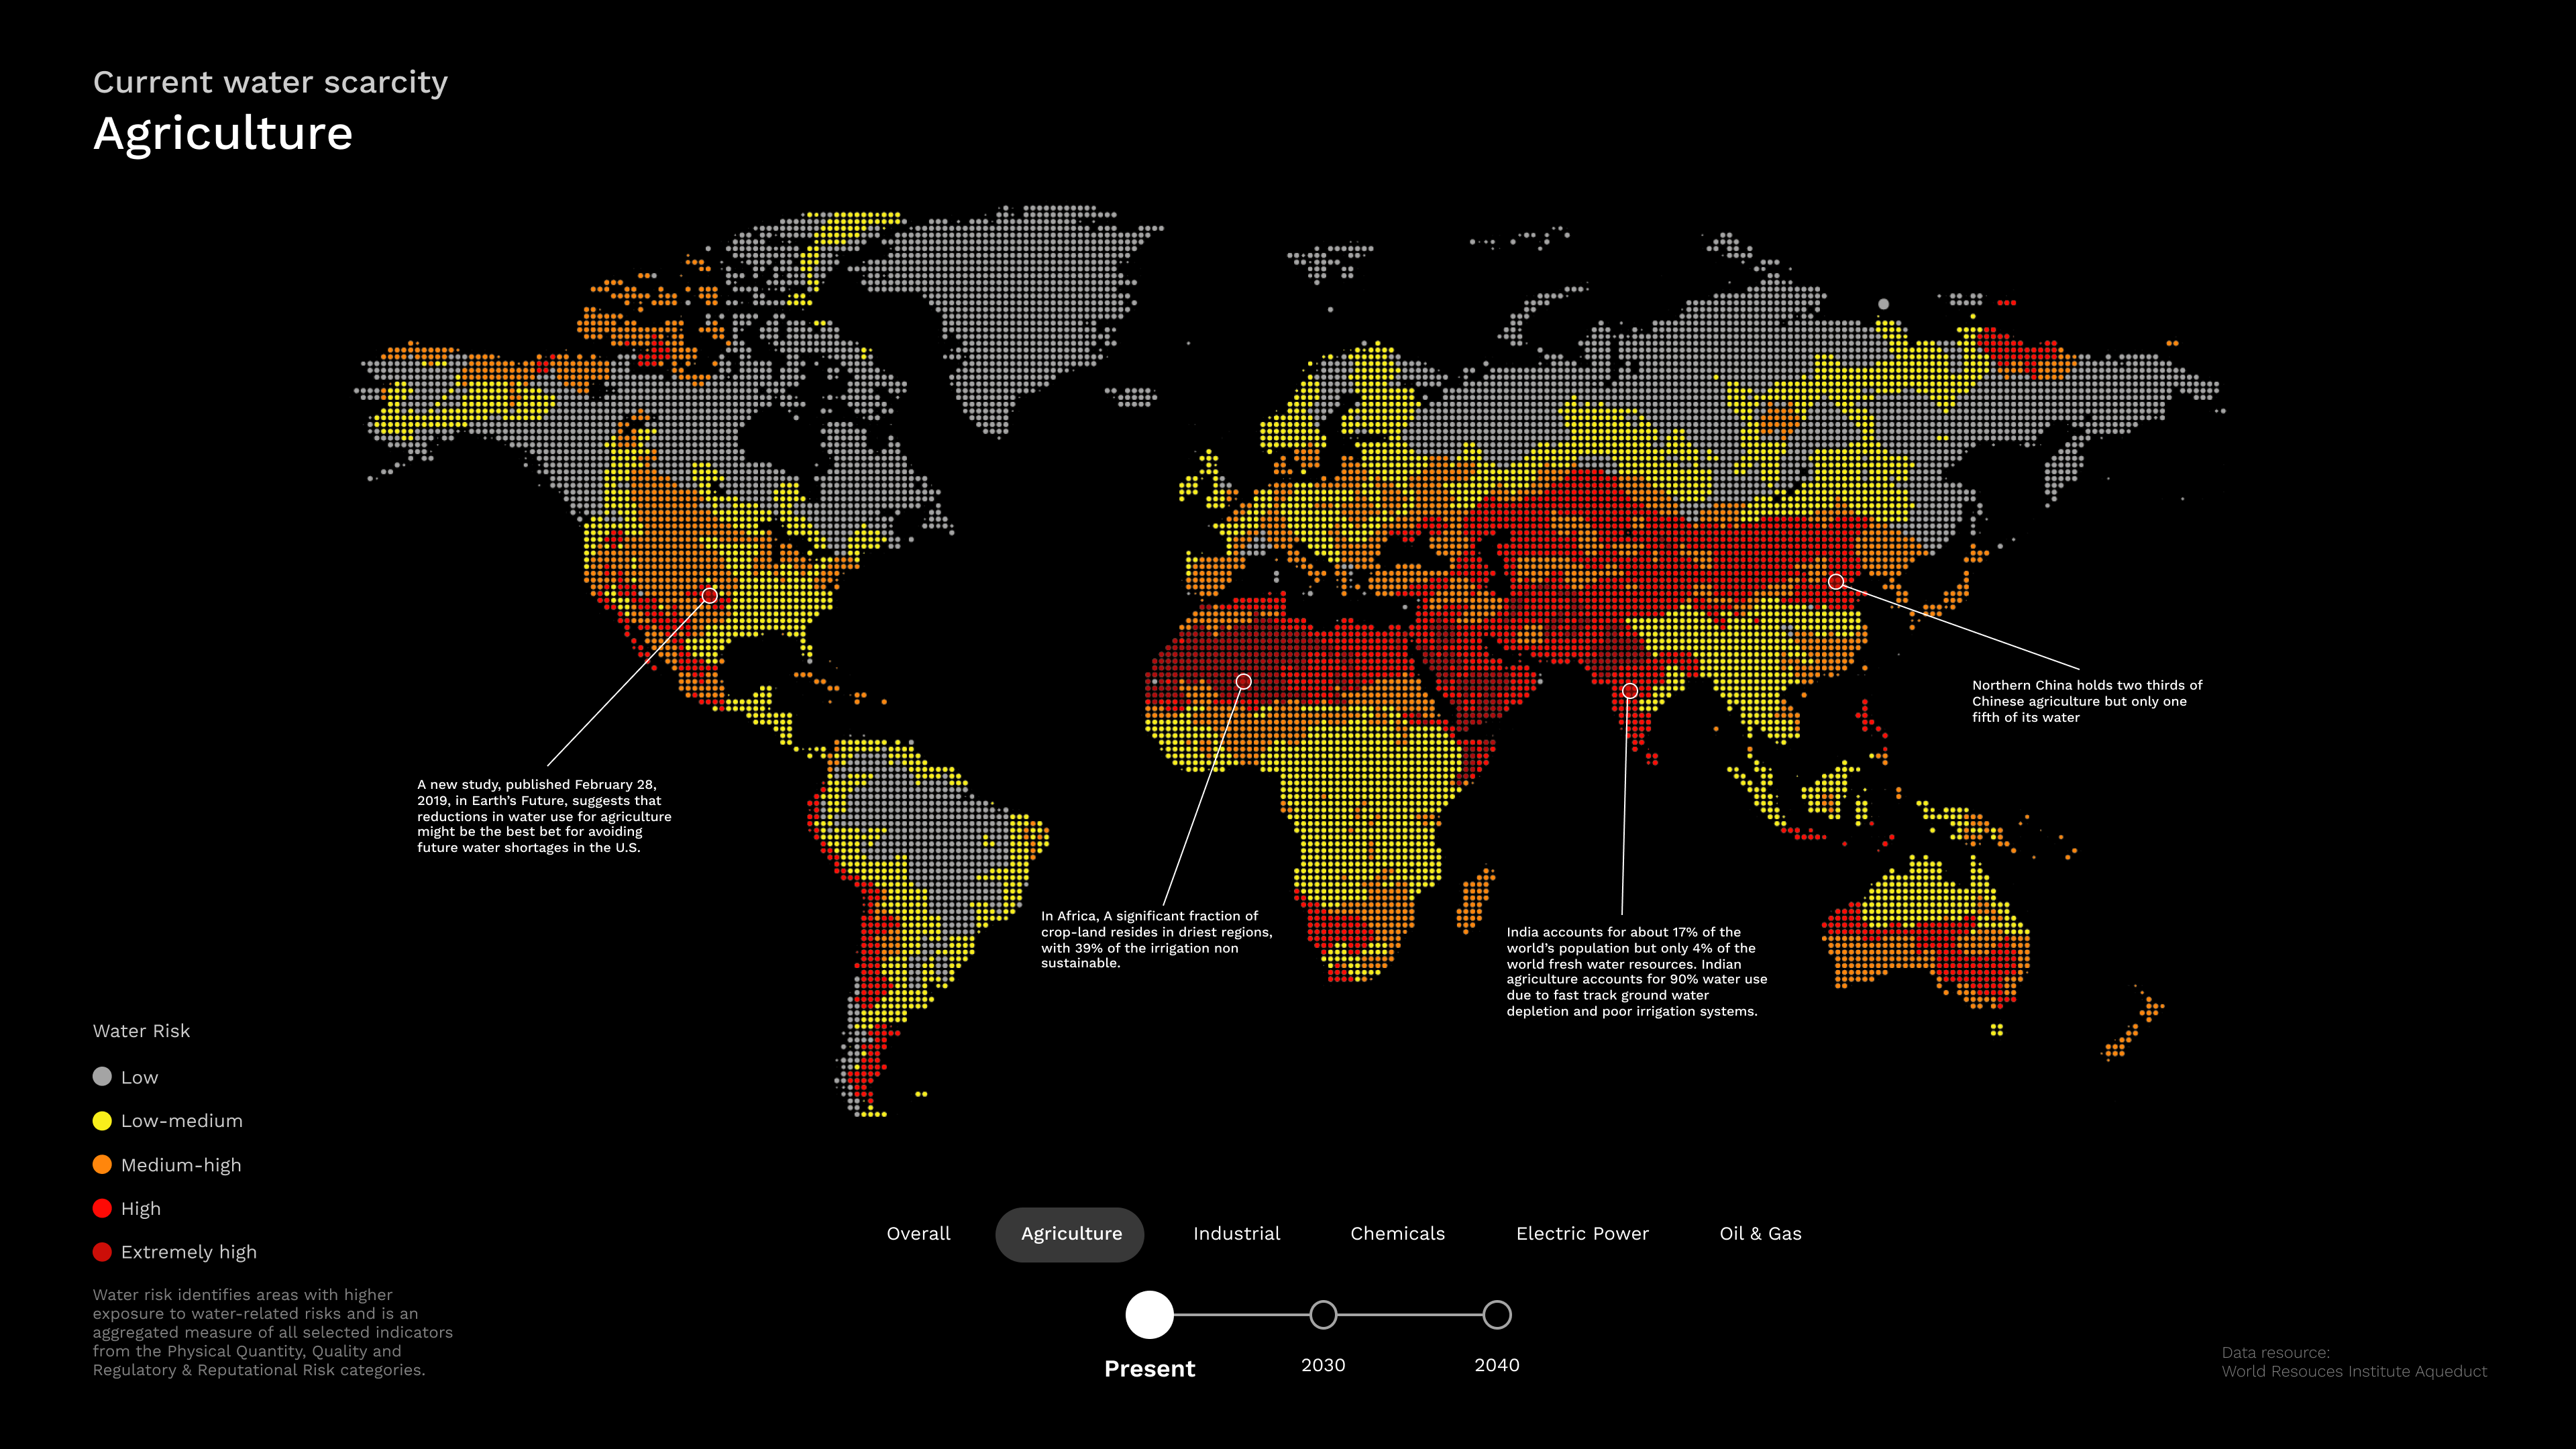 Current water scarcity
Agriculture
Northern China holds two thirds of
Chinese agriculture but only one
fifth of its water
A new study, published February 28,
2019, in Earth's Future, suggests that
reductions in water use for agriculture
might be the best bet for avoiding
future water shortages in the U.S.
In Africa, A significant fraction of
crop-land resides in driest regions,
with 39% of the irrigation non
sustainable.
India accounts for about 17% of the
world's population but only 4% of the
world fresh water resources. Indian
agriculture accounts for 90% water use
due to fast track ground water
depletion and poor irrigation systems.
Water Risk
Low
Low-medium
Medium-high
High
Extremely high
Water risk identifies areas with higher
exposure to water-related risks and is an
aggregated measure of all selected indicators
from the Physical Quantity, Quality and
Regulatory & Reputational Risk categories.
Overall Agriculture Industrial Chemicals Electric Power Oil & Gas
Present 2030 2040
Data resource:
World Resouces Institute Aqueduct